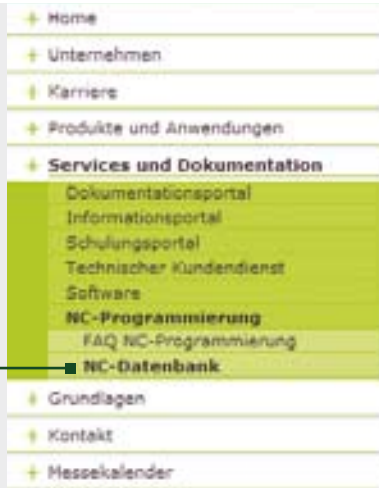 Home
Unternehmen
Karriere
Produkte und Anwendungen
Services und Dokumentation
Dokumentationsportal
Informationsportal
Schulungsportal
Technischer Kundendienst
Software
NC-Programmierung
FAQ NC-Programmierung
NC-Datenbank
Grundlagen
Kontakt
Messekalender